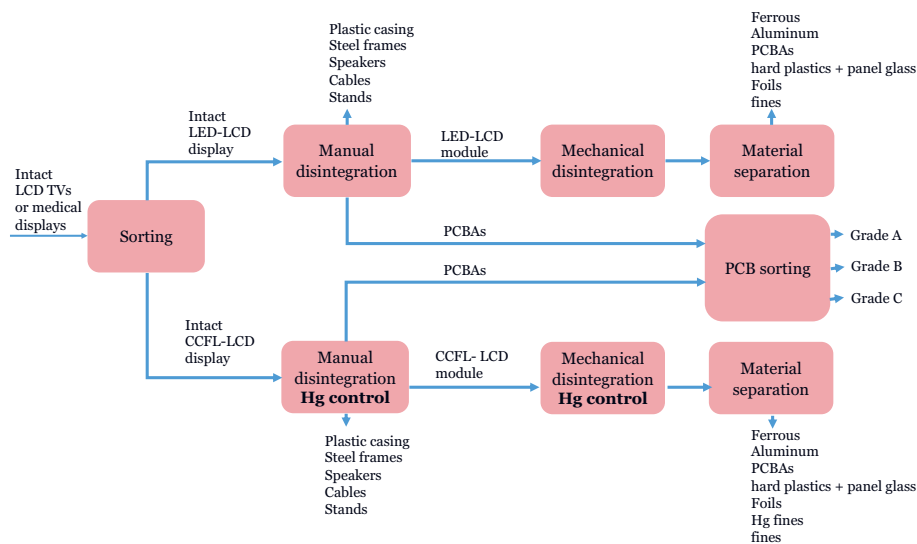 Plastic casing
Steel frames
Speakers
Cables
Stands
Ferrous
Aluminum
PCBAs
hard plastics + panel glass
Foils
fines
Intact
LED-LCD
display
Manual
disintegration
LED-LCD
module
Mechanical
disintegration
Material
separation
Intact
LCD TVs
or medical
displays
Sorting
PCBAs
PCBAs
PCB sorting
Grade A
Grade B
Grade C
Intact
CCFL-LCD
display
Manual
disintegration
Hg control
CCFL- LCD
module
Mechanical
disintegration
Hg control
Material
separation
Plastic casing
Steel frames
Speakers
Cables
Stands
Ferrous
Aluminum
PCBAs
hard plastics + panel glass
Foils
Hg fines
fines